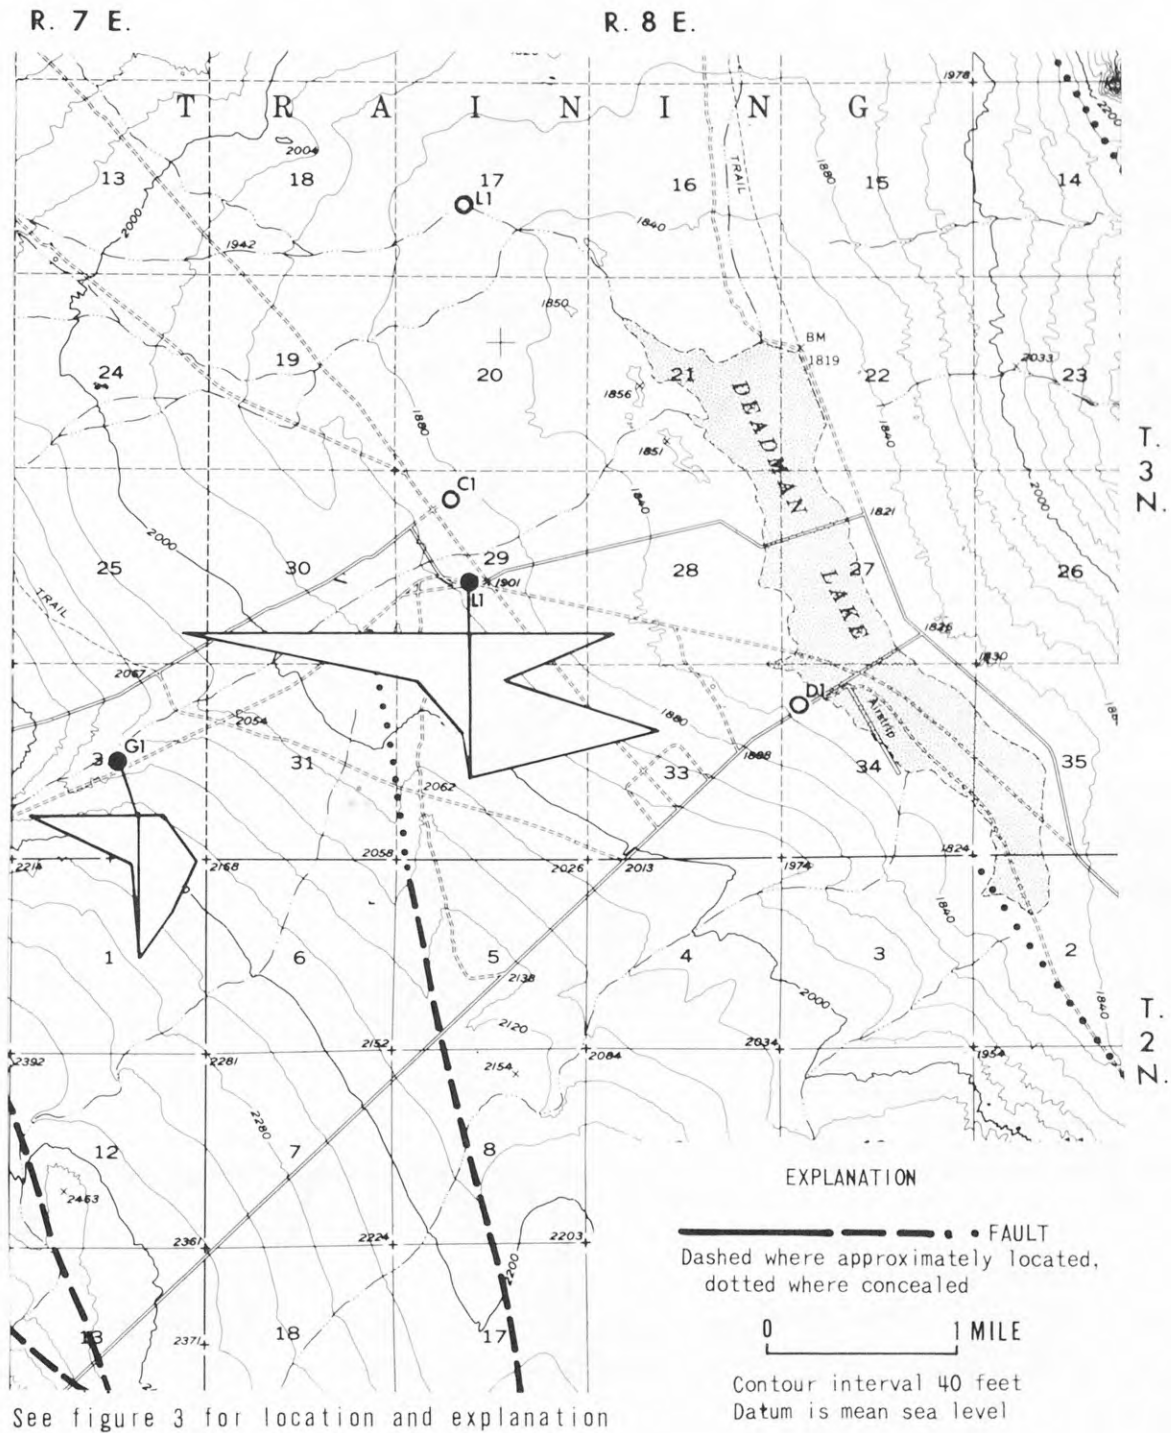 R. 7 E. R. 8 E.
1978
T R A I N I N G
2200
2004
13 18 17 16 TRAIL 15 14
L1
1880
2000
1942
1840
1850
BM
1819
2033
24 19 20 21 22 23
1856
DEADMAN
1880
1851
1840
T.
3
N.
C1
1840
2000
1821
2000
29
25 30 28 27 26
1901
L1
TRAIL
LAKE
1826
2067
1830
D1
2054
1880
Airstrip
G1
3 31 33 34 35
1888
2062
2214 2168 2058 2026 2013 1974 1824
1840
1 6 5 4 3 2
2138
2000
1840
2120
T.
2
N.
2392 2281 2152 2084 2034 1954
2154
2280
12 7 8
2463
EXPLANATION
FAULT
Dashed where approximately located,
dotted where concealed
2361 2224 2203
2200
0 1 MILE
13 18 17
2371
Contour interval 40 feet
Datum is mean sea level
See figure 3 for location and explanation